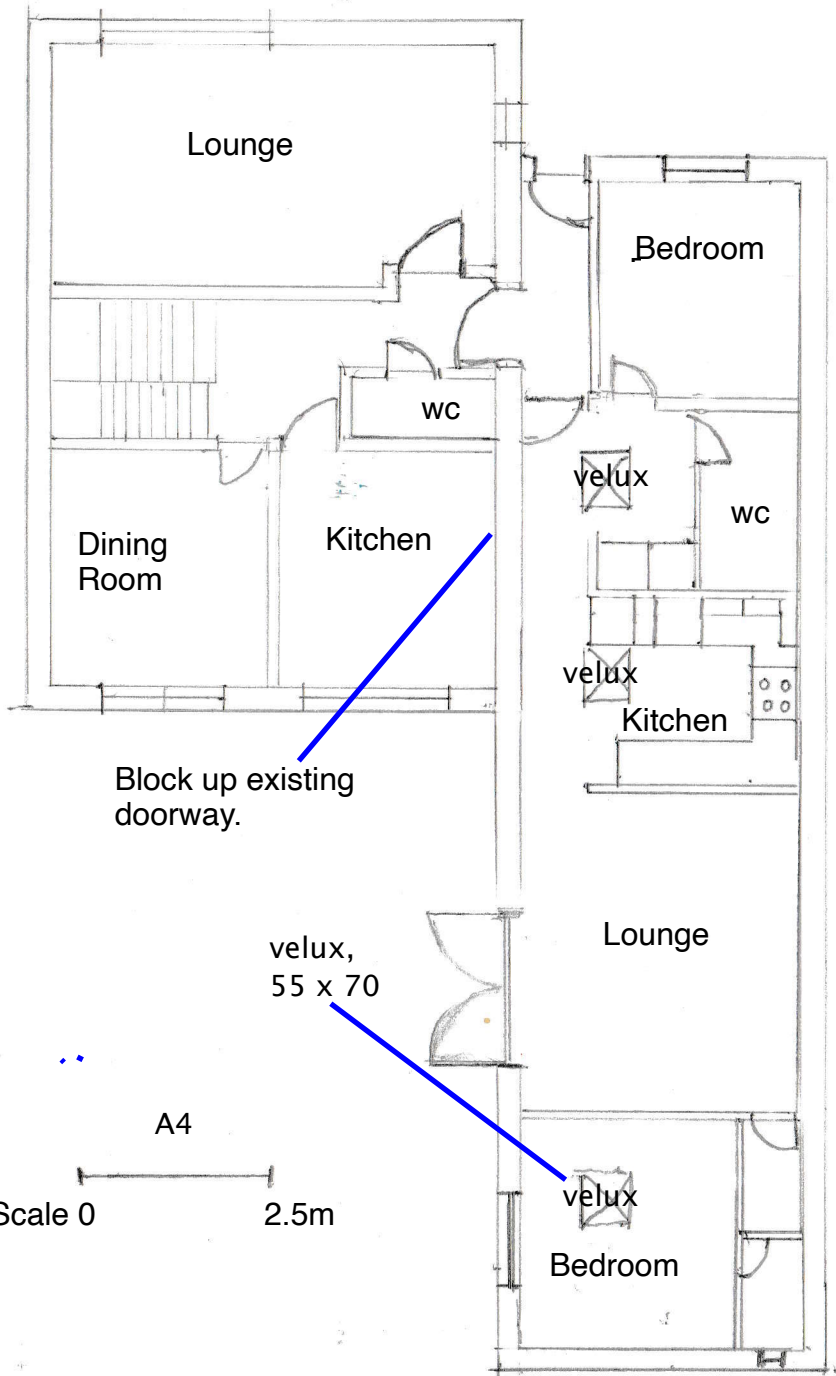 Lounge
Bedroom
wc
velux
wc
Dining
Room
Kitchen
velux
Kitchen
Block up existing
doorway.
Lounge
velux,
55 x 70
A4
Scale 0 2.5m
velux
Bedroom